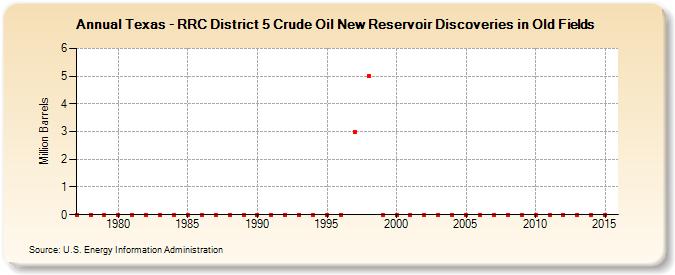 Annual Texas - RRC District 5 Crude Oil New Reservoir Discoveries in Old Fields
Million Barrels
6
5
4
3
2
1
0
1980 1985 1990 1995 2000 2005 2010 2015
Source: U.S. Energy Information Administration